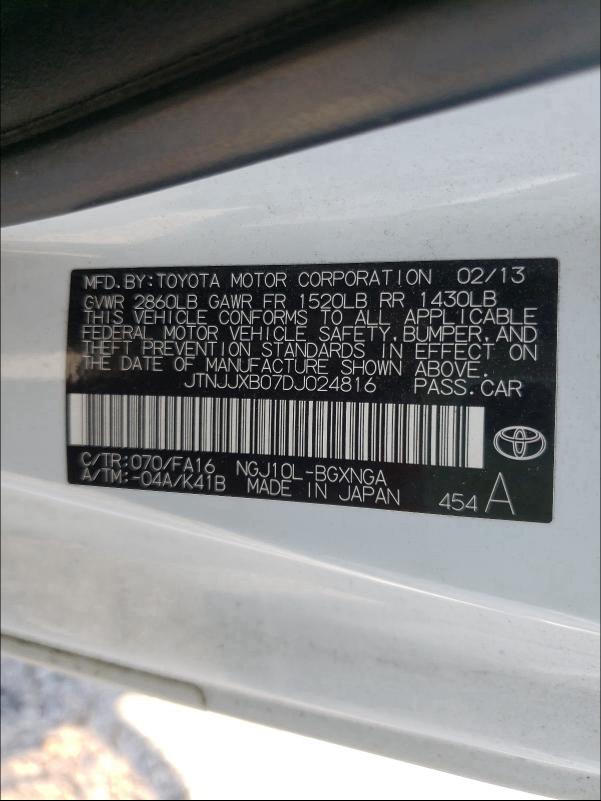 MFD.BY:TOYOTA MOTOR CORPORATION 02/13
GVWR 2860LB GAWR FR 1520LB RR 1430LB
THIS VEHICLE CONFORMS TO ALL APPLICABLE
FEDERAL MOTOR VEHICLE SAFETY,BUMPER,AND
THEFT PREVENTION STANDARDS IN EFFECT ON
THE DATE OF MANUFACTURE SHOWN ABOVE.
JTNJJXB07DJ024816 PASS.CAR
C/TR:070/FA16 NGJ10L-BGXNGA
A/TM:-04A/K41B MADE IN JAPAN 454 A